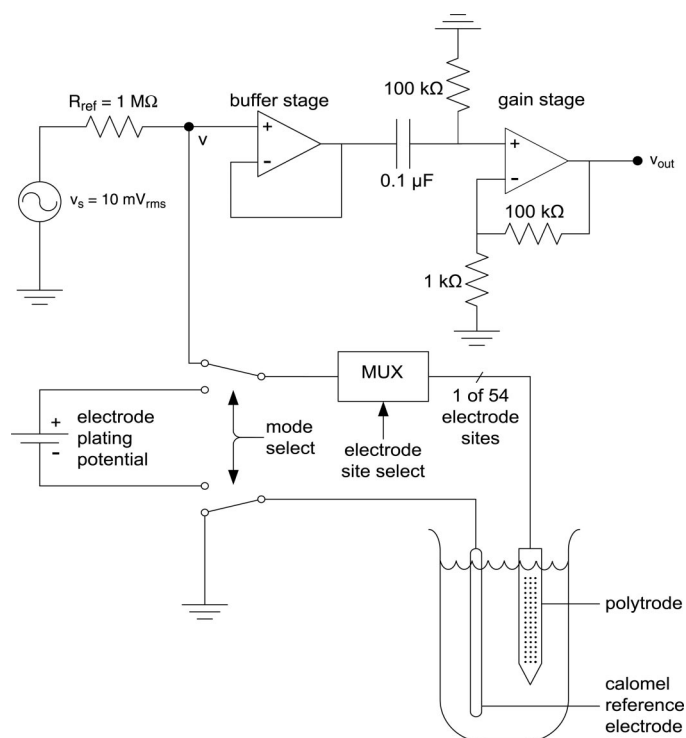 R_ref = 1 MΩ
v_s = 10 mV_rms
v
buffer stage
+
-
0.1 µF
100 kΩ
gain stage
+
-
v_out
100 kΩ
1 kΩ
+
-
electrode
plating
potential
mode
select
MUX
electrode
site select
1 of 54
electrode
sites
polytrode
calomel
reference
electrode